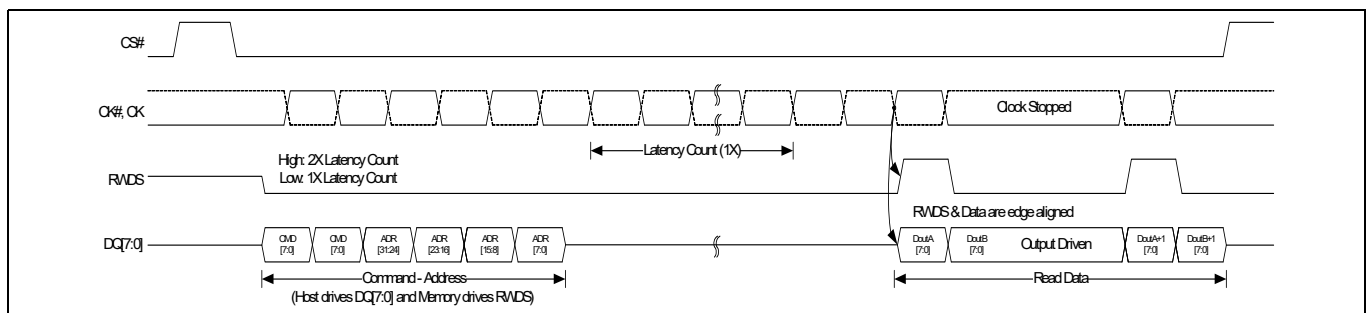 CS#
CK#, CK
Clock Stopped
Latency Count (1X)
High: 2X Latency Count
Low: 1X Latency Count
RWDS
RWDS & Data are edge aligned
DQ[7:0]
CMD [7:0]
CMD [7:0]
ADR [31:24]
ADR [23:16]
ADR [15:8]
ADR [7:0]
DoutA [7:0]
DoutB [7:0]
Output Driven
DoutA+1 [7:0]
DoutB+1 [7:0]
Command - Address
Read Data
(Host drives DQ[7:0] and Memory drives RWDS)